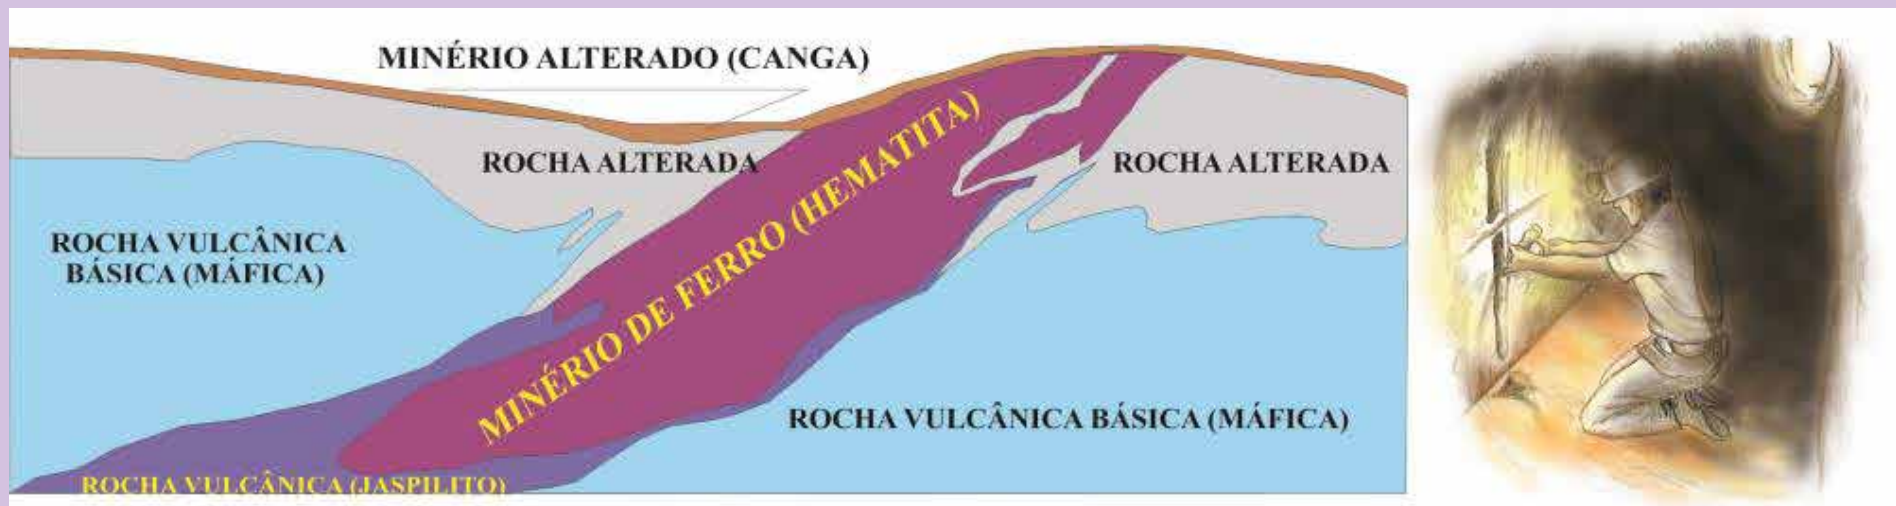 MINÉRIO ALTERADO (CANGA)
ROCHA ALTERADA
ROCHA ALTERADA
MINÉRIO DE FERRO (HEMATITA)
ROCHA VULCÂNICA
BÁSICA (MÁFICA)
ROCHA VULCÂNICA BÁSICA (MÁFICA)
ROCHA VULCÂNICA (JASPILITO)